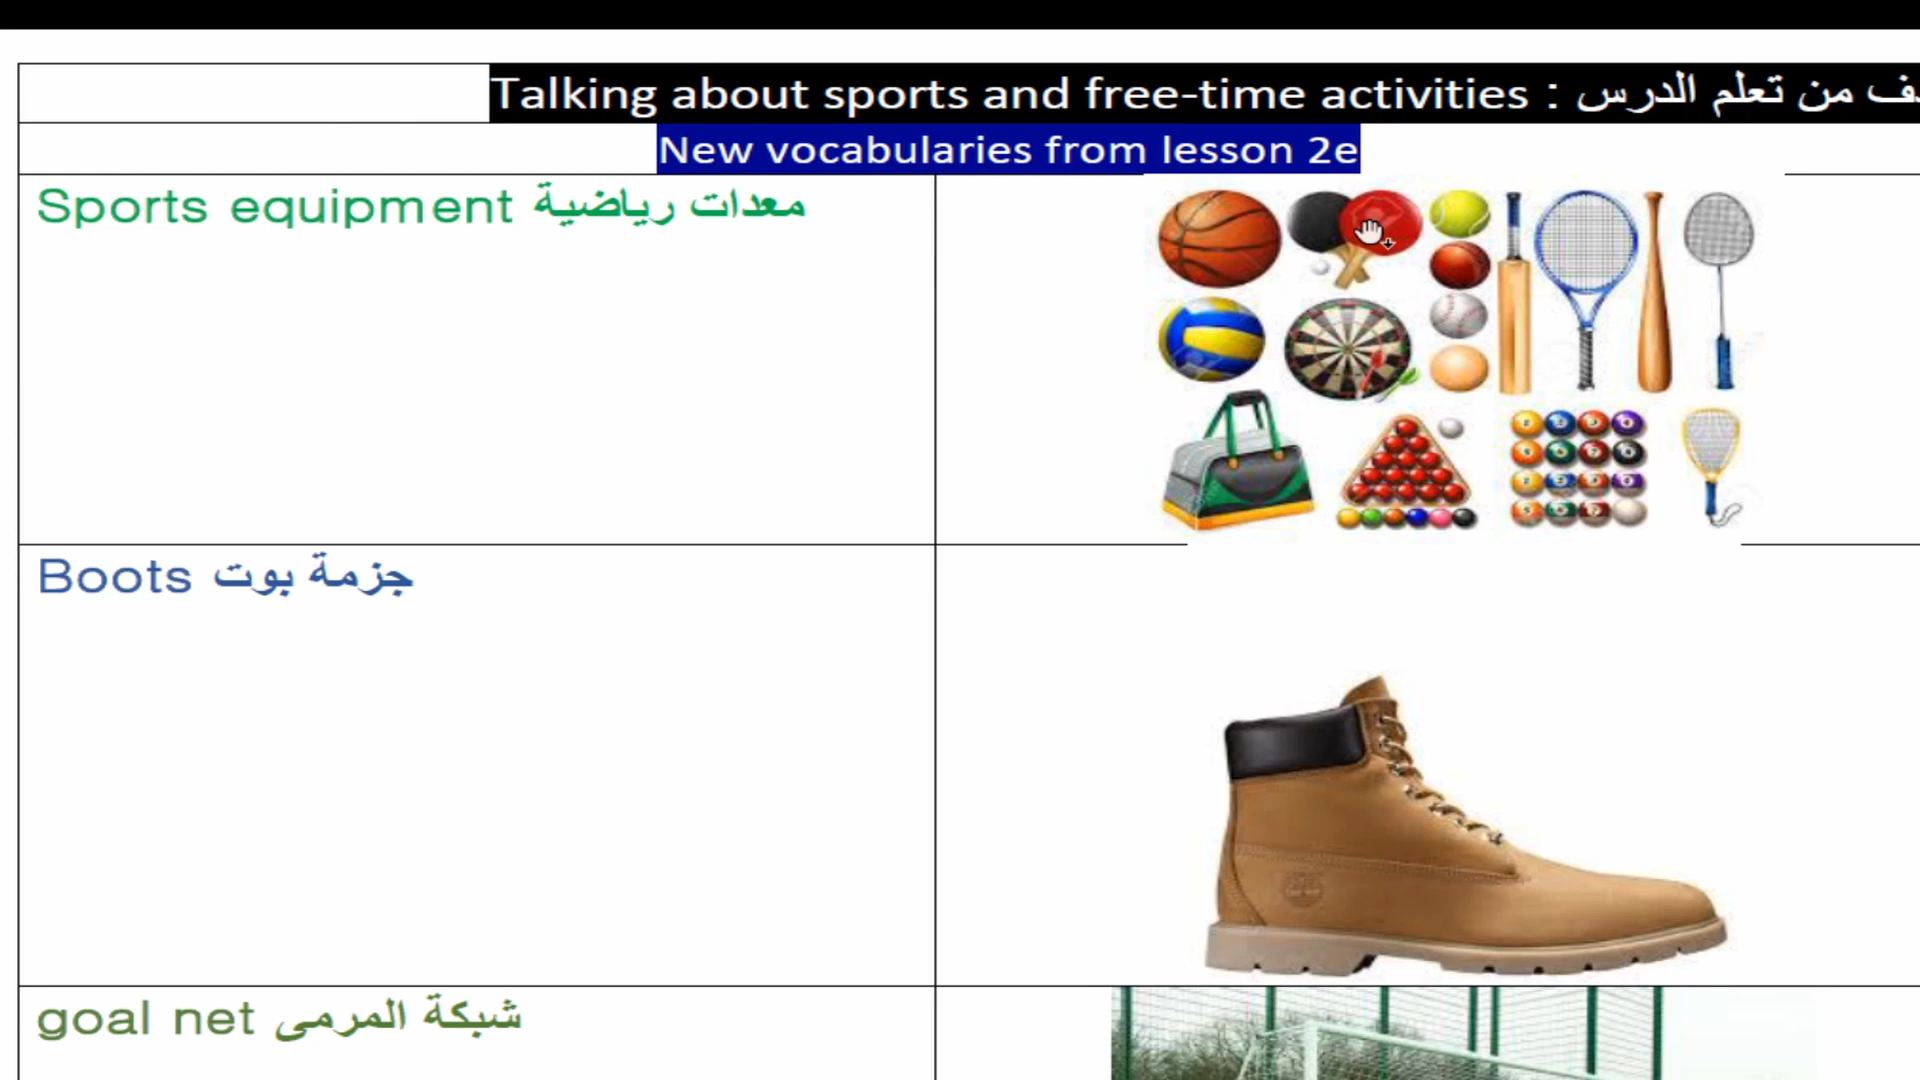 Talking about sports and free-time activities : من تعلم الدرس
New vocabularies from lesson 2e
Sports equipment معدات رياضية
Boots جزمة بوت
goal net شبكة المرمى